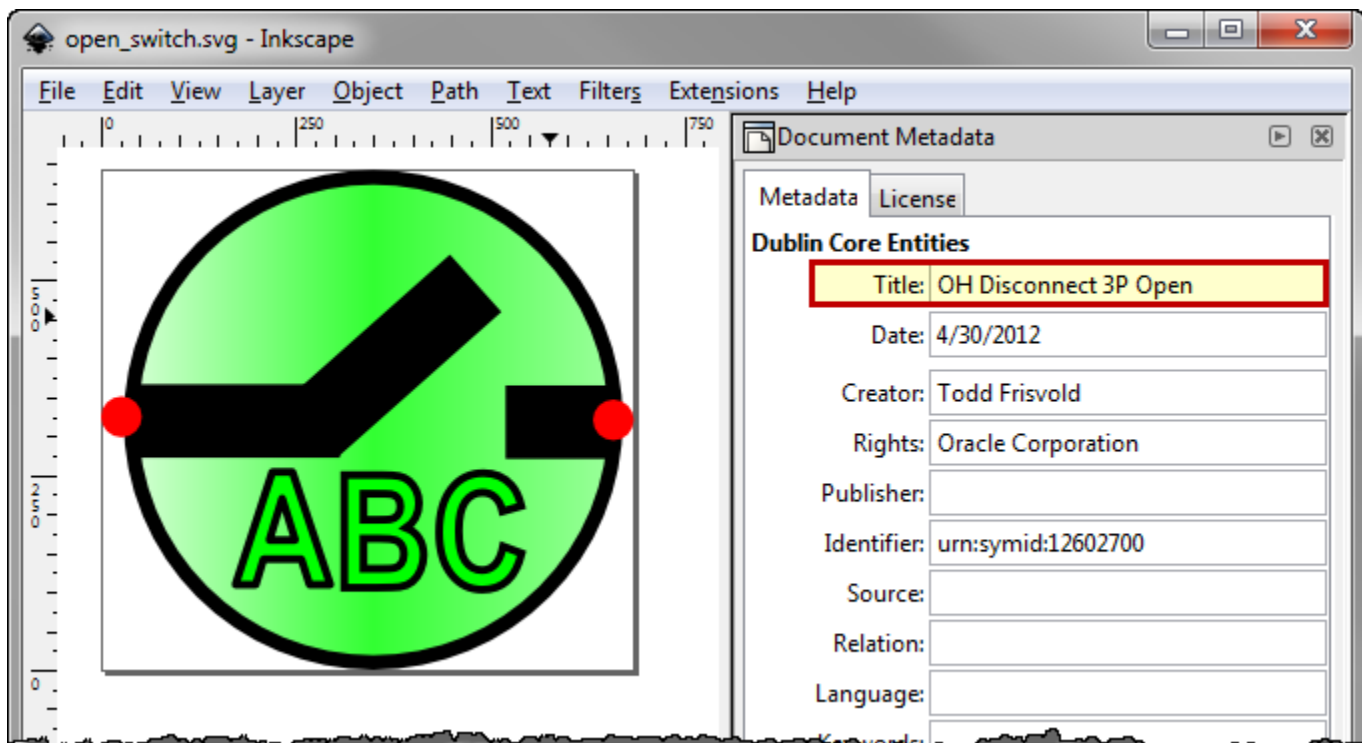 open_switch.svg - Inkscape
File Edit View Layer Object Path Text Filters Extensions Help
0 250 500 750
Document Metadata
Metadata License
Dublin Core Entities
Title: OH Disconnect 3P Open
Date: 4/30/2012
Creator: Todd Frisvold
Rights: Oracle Corporation
Publisher:
Identifier: urn:symid:12602700
Source:
Relation:
Language:
Keywords:
500
250
0
ABC